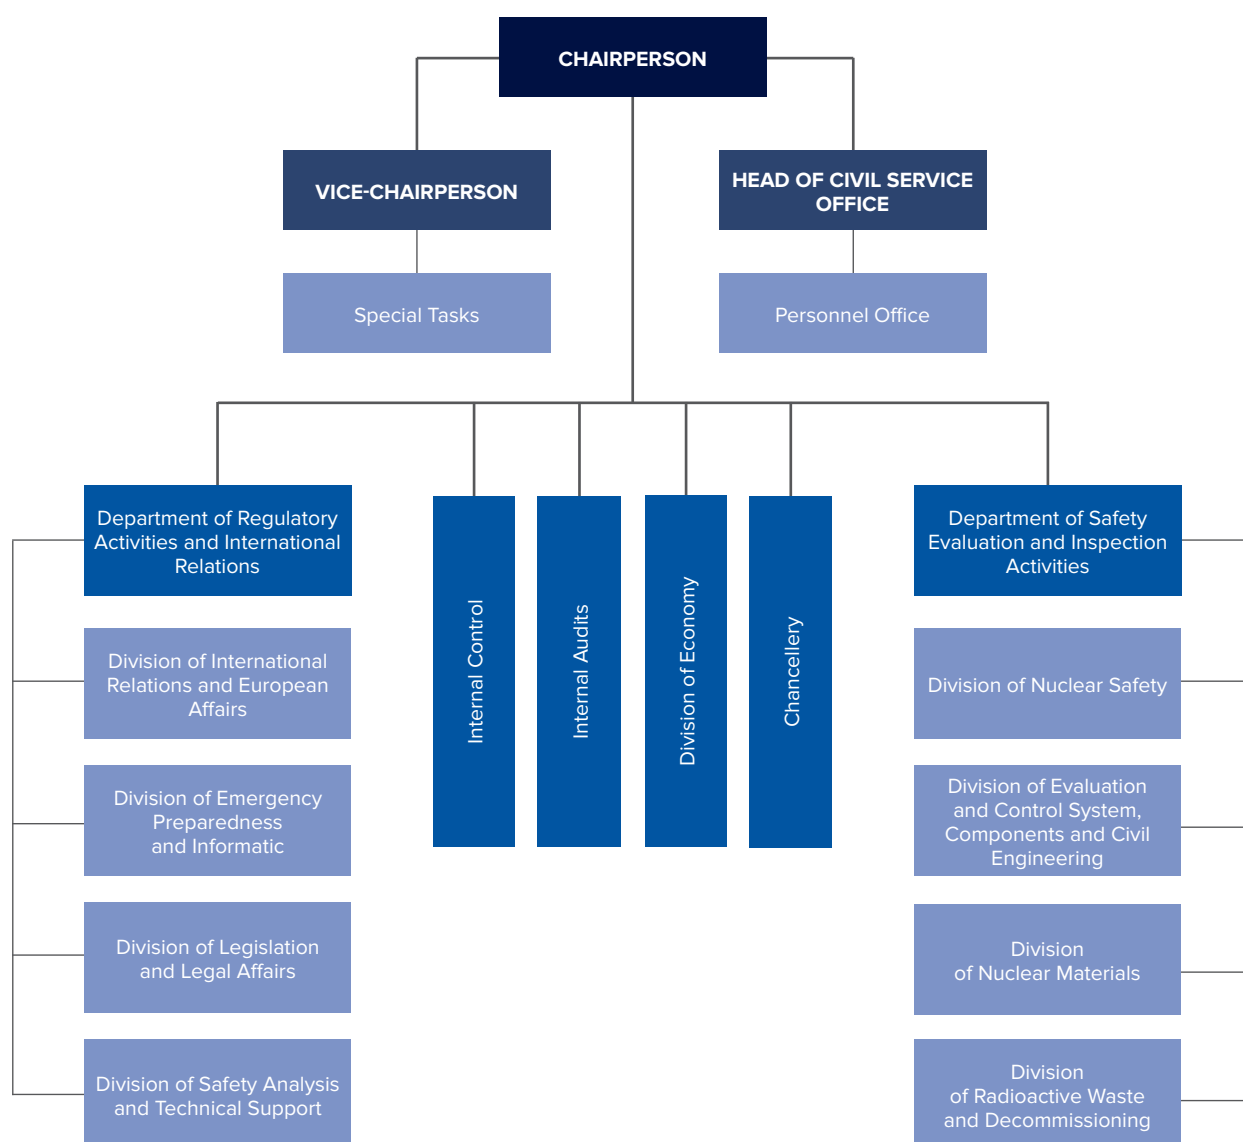 CHAIRPERSON
VICE-CHAIRPERSON
HEAD OF CIVIL SERVICE
OFFICE
Special Tasks
Personnel Office
Department of Regulatory
Activities and International
Relations
Division of International
Relations and European
Affairs
Division of Emergency
Preparedness
and Informatic
Division of Legislation
and Legal Affairs
Division of Safety Analysis
and Technical Support
Internal Control
Internal Audits
Division of Economy
Chancellery
Department of Safety
Evaluation and Inspection
Activities
Division of Nuclear Safety
Division of Evaluation
and Control System,
Components and Civil
Engineering
Division
of Nuclear Materials
Division
of Radioactive Waste
and Decommissioning